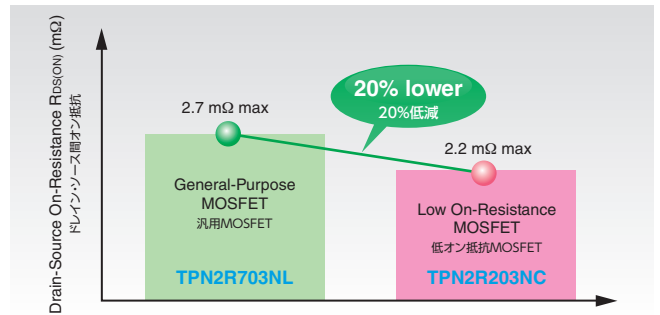 Drain-Source On-Resistance RDS(ON) (mΩ)
ドレイン・ソース間オン抵抗
20% lower
20%低減
2.7 mΩ max
2.2 mΩ max
General-Purpose
MOSFET
汎用MOSFET
TPN2R703NL
Low On-Resistance
MOSFET
低オン抵抗MOSFET
TPN2R203NC